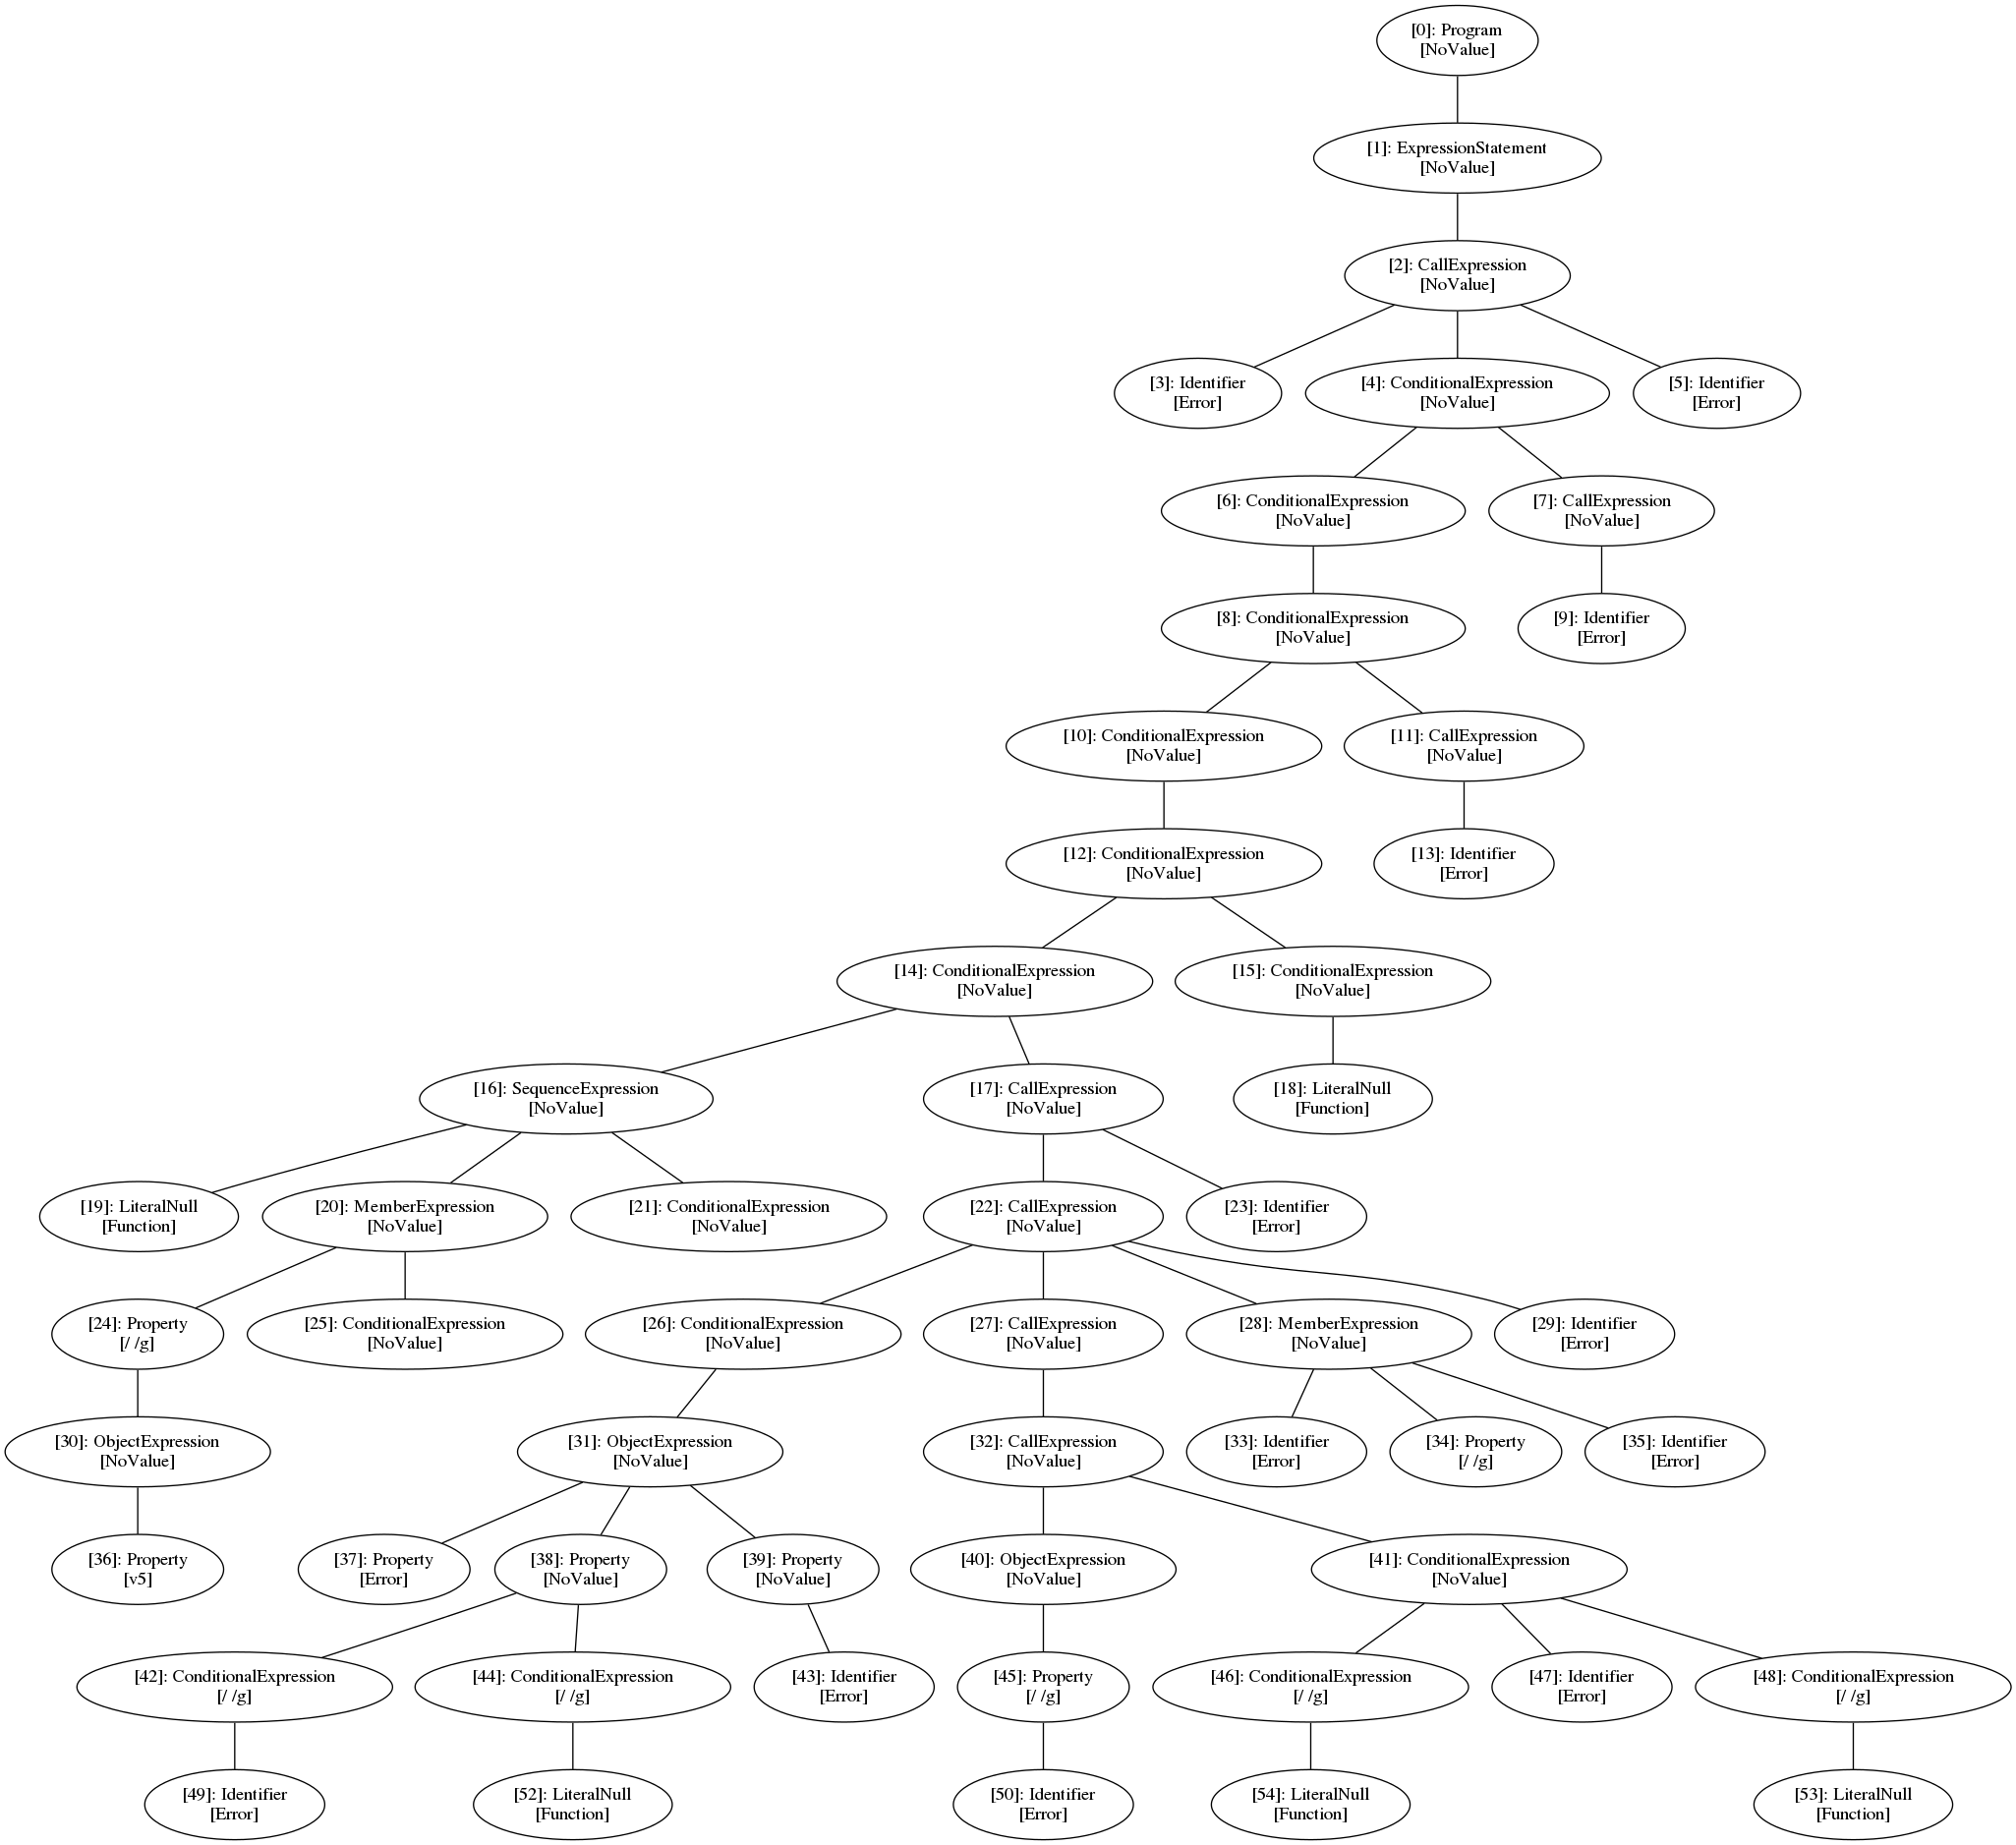 [0]: Program
[NoValue]
[1]: ExpressionStatement
[NoValue]
[2]: CallExpression
[NoValue]
[3]: Identifier
[Error]
[4]: ConditionalExpression
[NoValue]
[5]: Identifier
[Error]
[6]: ConditionalExpression
[NoValue]
[7]: CallExpression
[NoValue]
[8]: ConditionalExpression
[NoValue]
[9]: Identifier
[Error]
[10]: ConditionalExpression
[NoValue]
[11]: CallExpression
[NoValue]
[12]: ConditionalExpression
[NoValue]
[13]: Identifier
[Error]
[14]: ConditionalExpression
[NoValue]
[15]: ConditionalExpression
[NoValue]
[16]: SequenceExpression
[NoValue]
[17]: CallExpression
[NoValue]
[18]: LiteralNull
[Function]
[19]: LiteralNull
[Function]
[20]: MemberExpression
[NoValue]
[21]: ConditionalExpression
[NoValue]
[22]: CallExpression
[NoValue]
[23]: Identifier
[Error]
[24]: Property
[/ /g]
[25]: ConditionalExpression
[NoValue]
[26]: ConditionalExpression
[NoValue]
[27]: CallExpression
[NoValue]
[28]: MemberExpression
[NoValue]
[29]: Identifier
[Error]
[30]: ObjectExpression
[NoValue]
[31]: ObjectExpression
[NoValue]
[32]: CallExpression
[NoValue]
[33]: Identifier
[Error]
[34]: Property
[/ /g]
[35]: Identifier
[Error]
[36]: Property
[v5]
[37]: Property
[Error]
[38]: Property
[NoValue]
[39]: Property
[NoValue]
[40]: ObjectExpression
[NoValue]
[41]: ConditionalExpression
[NoValue]
[42]: ConditionalExpression
[/ /g]
[44]: ConditionalExpression
[/ /g]
[43]: Identifier
[Error]
[45]: Property
[/ /g]
[46]: ConditionalExpression
[/ /g]
[47]: Identifier
[Error]
[48]: ConditionalExpression
[/ /g]
[49]: Identifier
[Error]
[52]: LiteralNull
[Function]
[50]: Identifier
[Error]
[54]: LiteralNull
[Function]
[53]: LiteralNull
[Function]